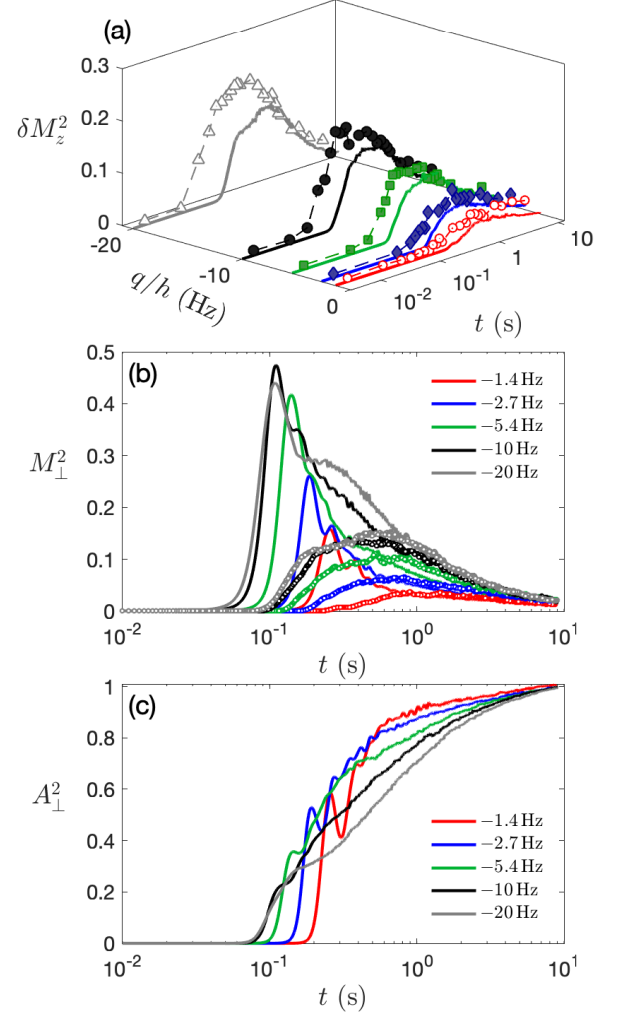 (a)
0.3
0.2
0.1
0
δM_z^2
-20
-10
0
q/h (Hz)
10^-2
10^-1
1
10
t (s)
(b)
0.5
0.4
0.3
0.2
0.1
0
M_⊥^2
−1.4 Hz
−2.7 Hz
−5.4 Hz
−10 Hz
−20 Hz
10^-2
10^-1
10^0
10^1
t (s)
(c)
1
0.8
0.6
0.4
0.2
0
A_⊥^2
−1.4 Hz
−2.7 Hz
−5.4 Hz
−10 Hz
−20 Hz
10^-2
10^-1
10^0
10^1
t (s)